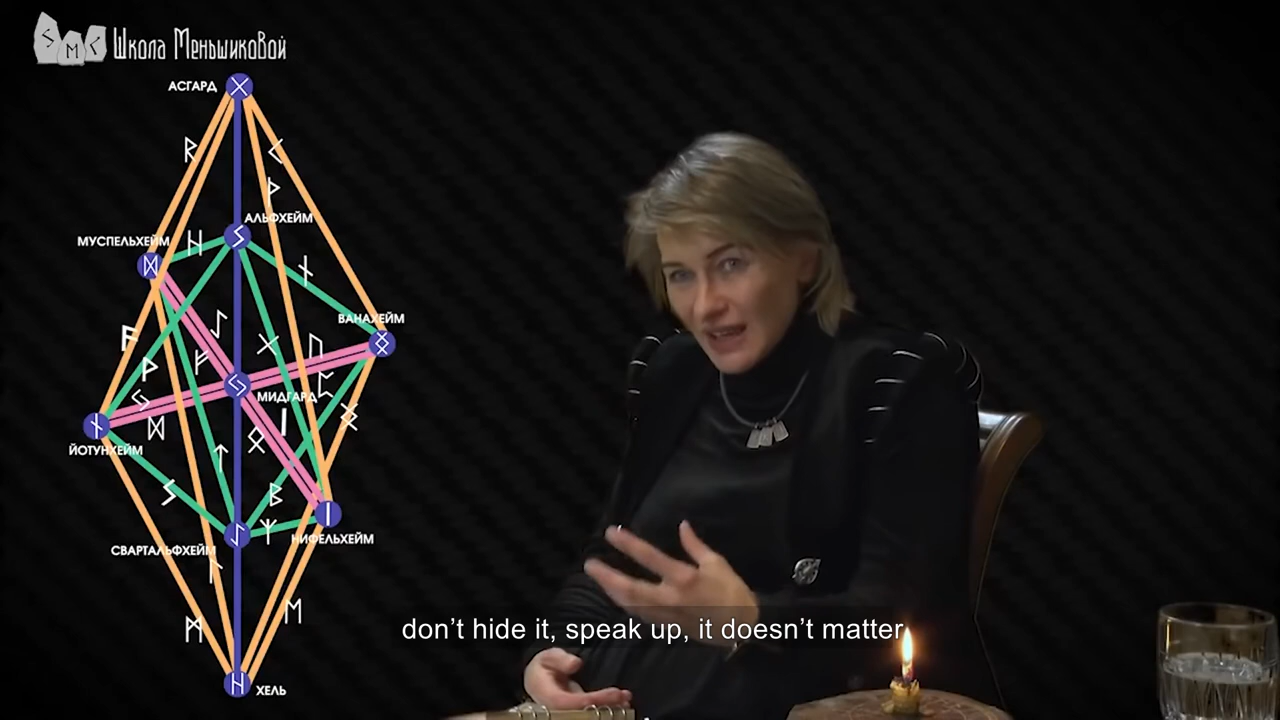 Школа Меньшиковой
АСГАРД
АЛЬФХЕЙМ
МУСПЕЛЬХЕЙМ
ВАНАХЕЙМ
МИДГАРД
ЙОТУНХЕЙМ
НИФЕЛЬХЕЙМ
СВАРТАЛЬФХЕЙМ
ХЕЛЬ
don’t hide it, speak up, it doesn’t matter